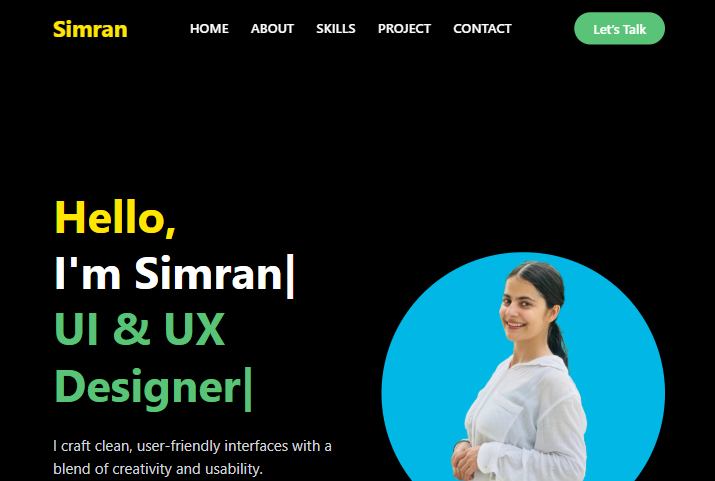 Simran
HOME ABOUT SKILLS PROJECT CONTACT
Let's Talk
Hello,
I'm Simran|
UI & UX
Designer|
I craft clean, user-friendly interfaces with a
blend of creativity and usability.